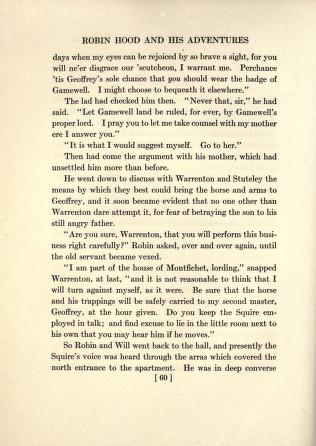 ROBIN HOOD AND HIS ADVENTURES
days when my eyes can be rejoiced by so brave a sight, for you
will ne'er disgrace our 'scutcheon, I warrant me. Perchance
'tis Geoffrey's sole chance that you should wear the badge of
Gamewell. I might choose to bequeath it elsewhere."
The lad had checked him then. "Never that, sir," he had
said. "Let Gamewell land be ruled, for ever, by Gamewell's
proper lord. I pray you to let me take counsel with my mother
ere I answer you."
"It is what I would suggest myself. Go to her."
Then had come the argument with his mother, which had
unsettled him more than before.
He went down to discuss with Warrenton and Stuteley the
means by which they best could bring the horse and arms to
Geoffrey, and it soon became evident that no one other than
Warrenton dare attempt it, for fear of betraying the son to his
still angry father.
"Are you sure, Warrenton, that you will perform this busi-
ness right carefully?" Robin asked, over and over again, until
the old servant became vexed.
"I am part of the house of Montfichet, lording," snapped
Warrenton, at last, "and it is not reasonable to think that I
will turn against myself, as it were. Be sure that the horse
and his trappings will be safely carried to my second master,
Geoffrey, at the hour given. Do you keep the Squire em-
ployed in talk; and find excuse to lie in the little room next to
his own that you may hear him if he moves."
So Robin and Will went back to the hall, and presently the
Squire's voice was heard through the arras which covered the
north entrance to the apartment. He was in deep converse
[ 60 ]